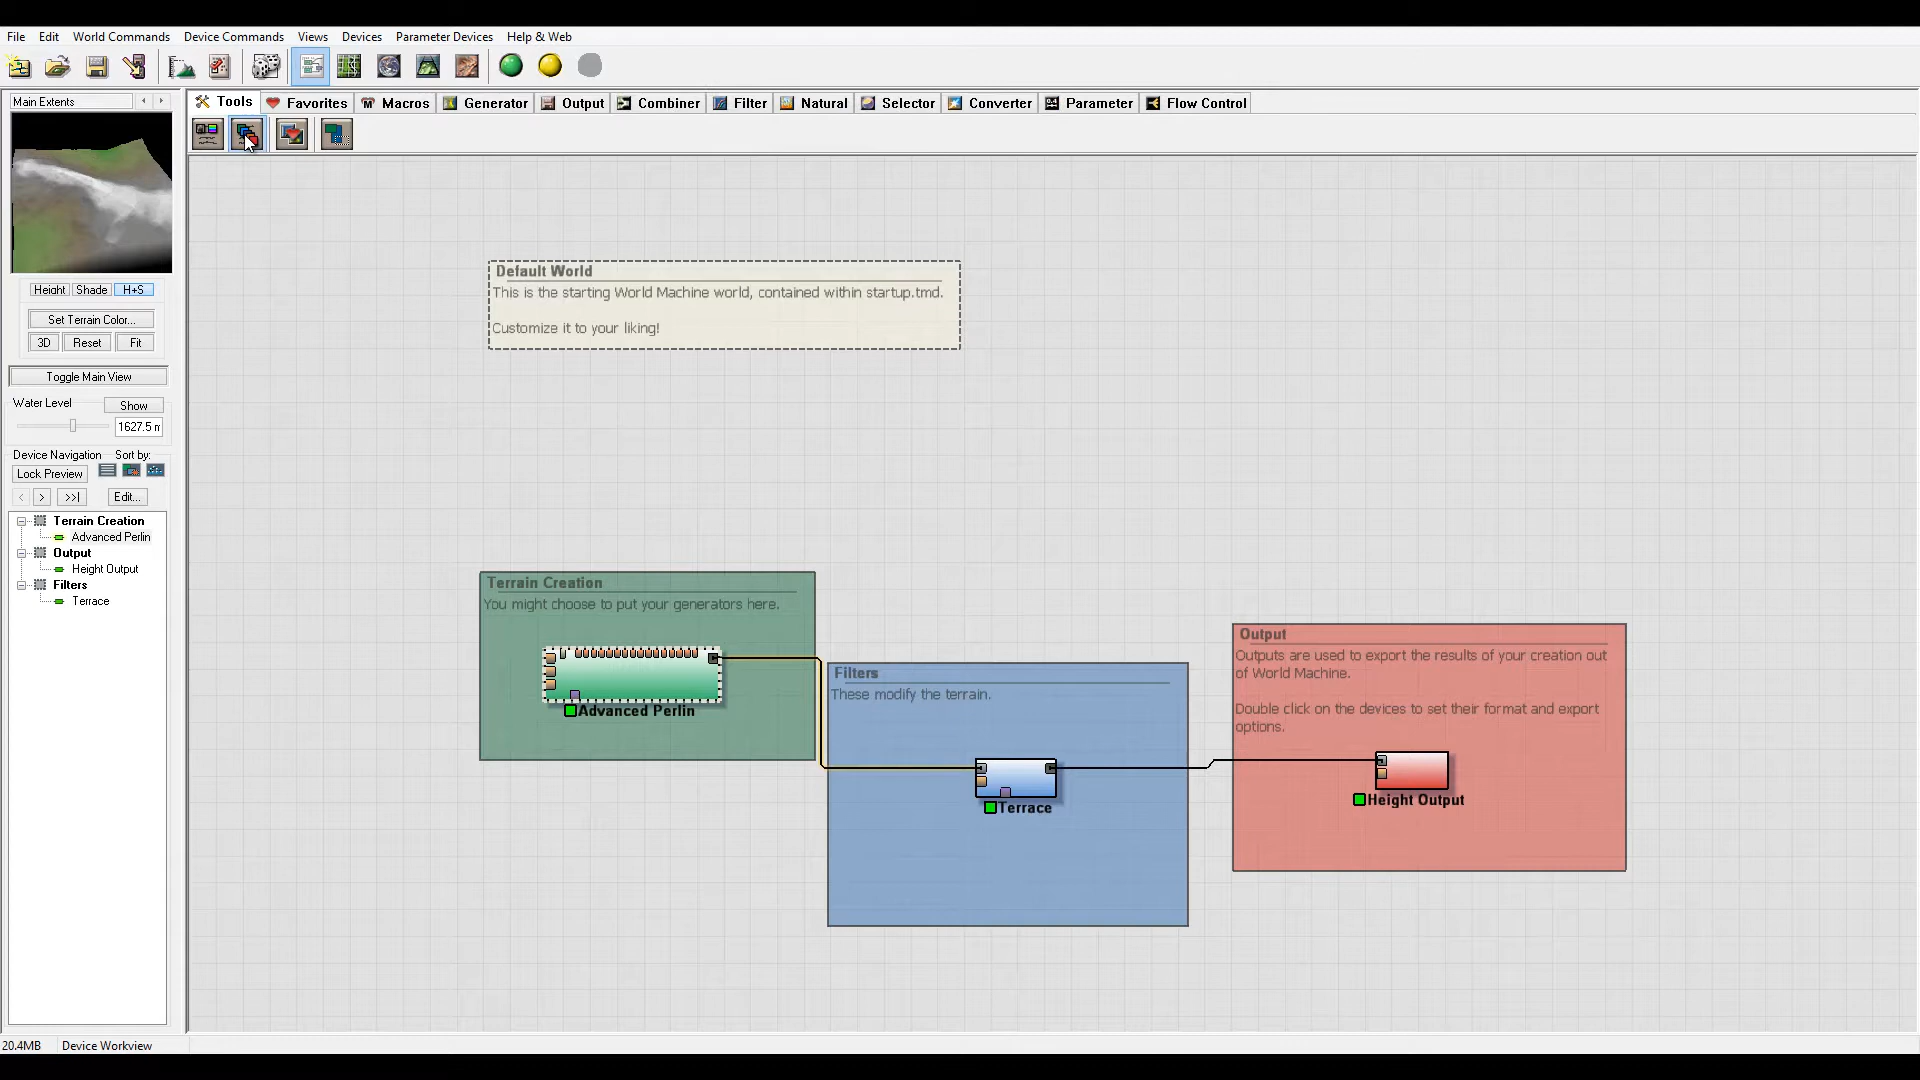 File Edit World Commands Device Commands Views Devices Parameter Devices Help & Web
Main Extents
Tools Favorites Macros Generator Output Combiner Filter Natural Selector Converter Parameter Flow Control
Height Shade H+S
Set Terrain Color...
3D Reset Fit
Toggle Main View
Water Level Show
1627.5 m
Device Navigation Sort by:
Lock Preview
< > >>| Edit...
Terrain Creation
Advanced Perlin
Output
Height Output
Filters
Terrace
Default World
This is the starting World Machine world, contained within startup.tmd.
Customize it to your liking!
Terrain Creation
You might choose to put your generators here.
Advanced Perlin
Filters
These modify the terrain.
Terrace
Output
Outputs are used to export the results of your creation out
of World Machine.
Double click on the devices to set their format and export
options.
Height Output
20.4MB Device Workview